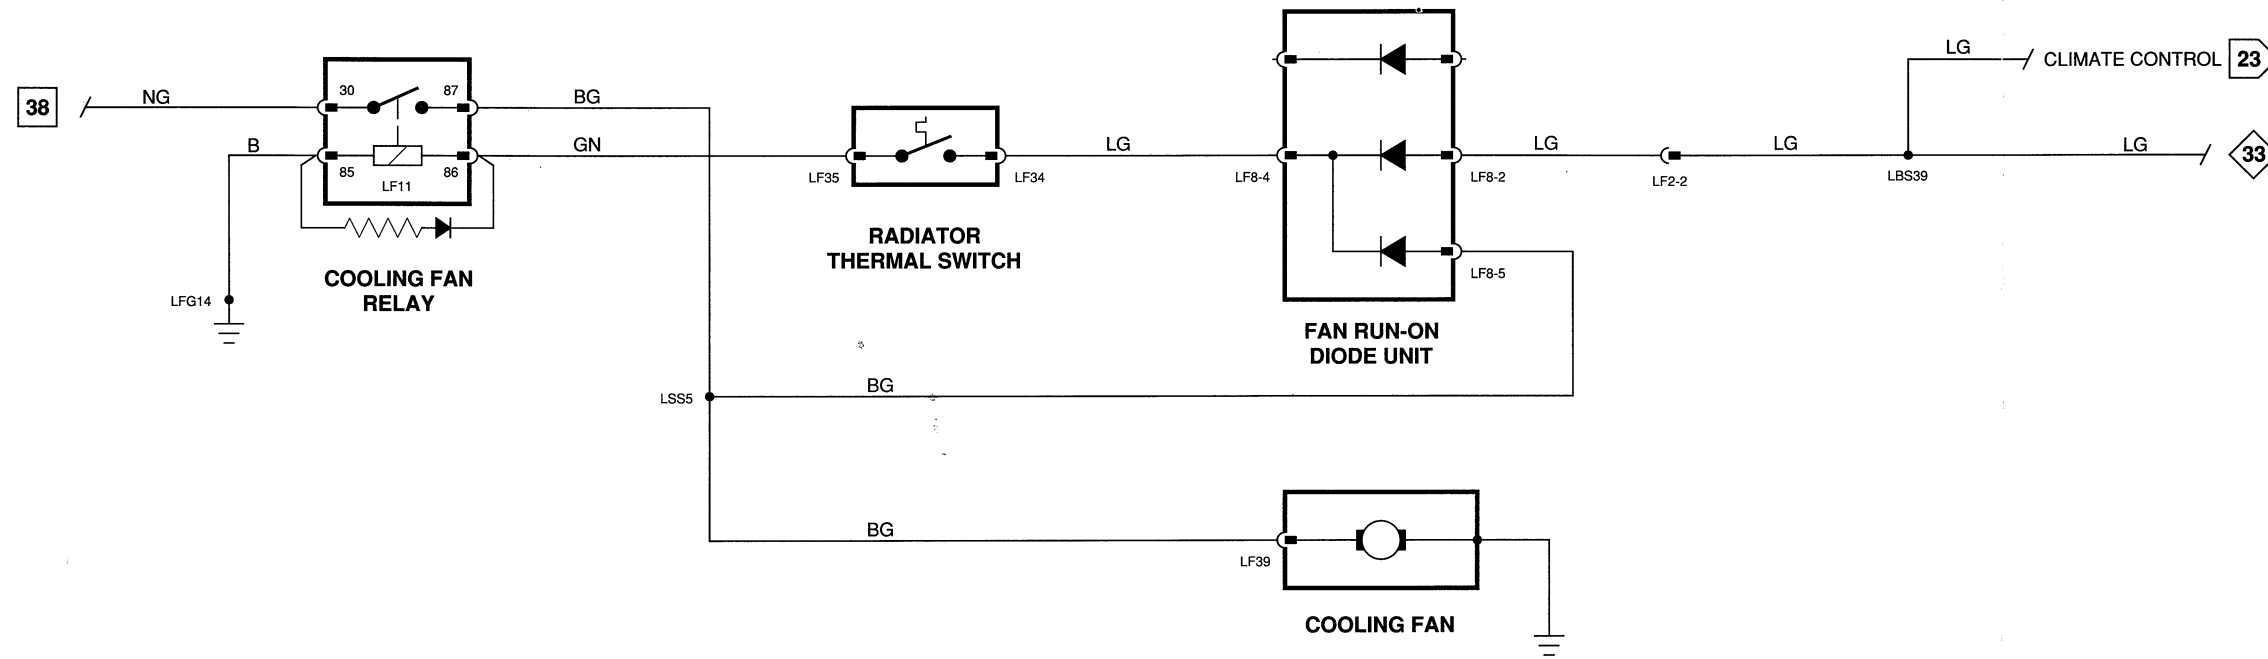 LG
CLIMATE CONTROL 23
38
NG
30
87
BG
B
GN
LG
LG
LG
LG
33
85
LF11
86
LF35
LF34
LF8-4
LF8-2
LF2-2
LBS39
RADIATOR
THERMAL SWITCH
COOLING FAN
RELAY
LF8-5
LFG14
FAN RUN-ON
DIODE UNIT
LSS5
BG
BG
LF39
COOLING FAN